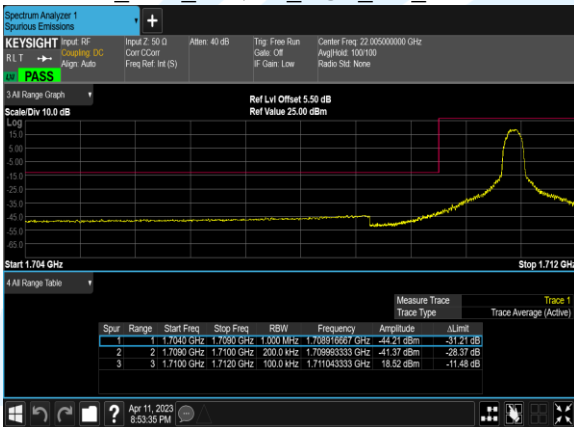 Spectrum Analyzer 1
Spurious Emissions
+
KEYSIGHT Input: RF Input Z: 50 Ω Atten: 40 dB Trig: Free Run Center Freq: 22.005000000 GHz
RLT Coupling: DC Corr CCorr Gate: Off Avg|Hold: 100/100
Align: Auto Freq Ref: Int (S) IF Gain: Low Radio Std: None
LN PASS
3 All Range Graph
Ref Lvl Offset 5.50 dB
Scale/Div 10.0 dB Ref Value 25.00 dBm
Log
15.0
5.00
-5.00
-15.0
-25.0
-35.0
-45.0
-55.0
-65.0
Start 1.704 GHz Stop 1.712 GHz
4 All Range Table
Measure Trace Trace 1
Trace Type Trace Average (Active)
Spur Range Start Freq Stop Freq RBW Frequency Amplitude ΔLimit
1 1 1.7040 GHz 1.7090 GHz 1.000 MHz 1.708916667 GHz -44.21 dBm -31.21 dB
2 2 1.7090 GHz 1.7100 GHz 200.0 kHz 1.709993333 GHz -41.37 dBm -28.37 dB
3 3 1.7100 GHz 1.7120 GHz 100.0 kHz 1.711043333 GHz 18.52 dBm -11.48 dB
? Apr 11, 2023
8:53:35 PM